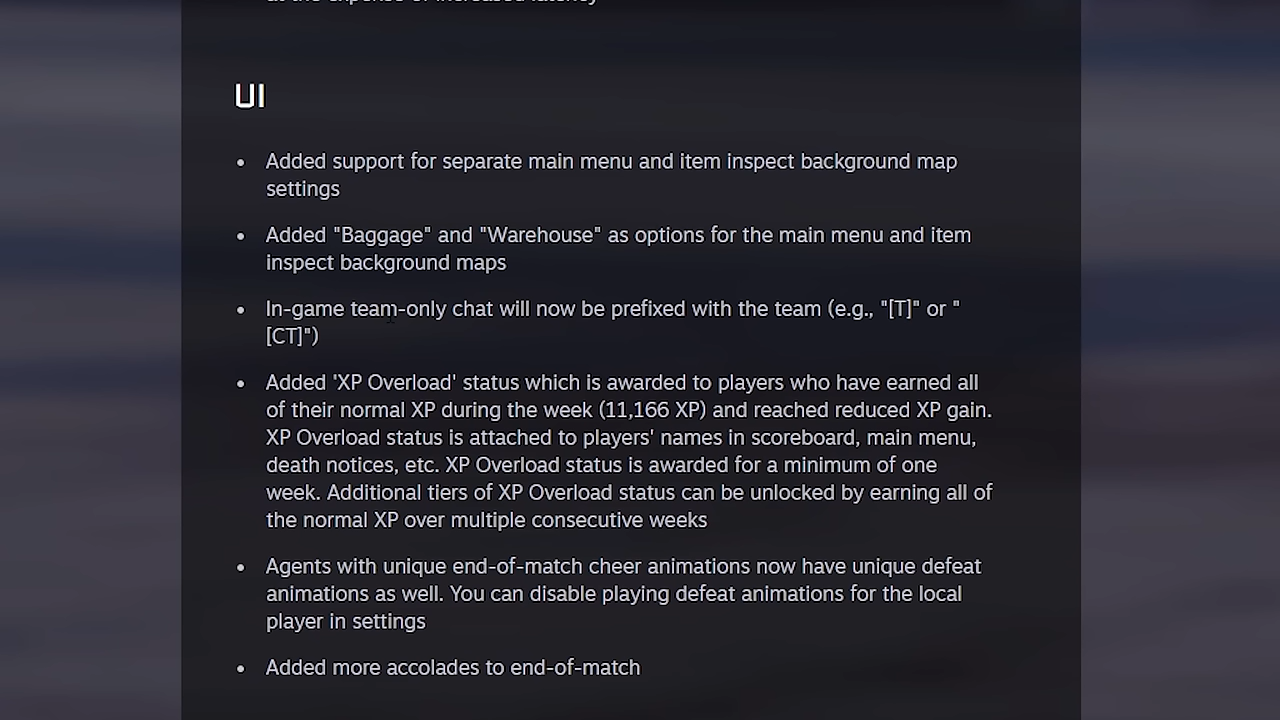 at the expense of increased latency
UI
• Added support for separate main menu and item inspect background map
settings
• Added "Baggage" and "Warehouse" as options for the main menu and item
inspect background maps
• In-game team-only chat will now be prefixed with the team (e.g., "[T]" or "
[CT]")
• Added 'XP Overload' status which is awarded to players who have earned all
of their normal XP during the week (11,166 XP) and reached reduced XP gain.
XP Overload status is attached to players' names in scoreboard, main menu,
death notices, etc. XP Overload status is awarded for a minimum of one
week. Additional tiers of XP Overload status can be unlocked by earning all of
the normal XP over multiple consecutive weeks
• Agents with unique end-of-match cheer animations now have unique defeat
animations as well. You can disable playing defeat animations for the local
player in settings
• Added more accolades to end-of-match